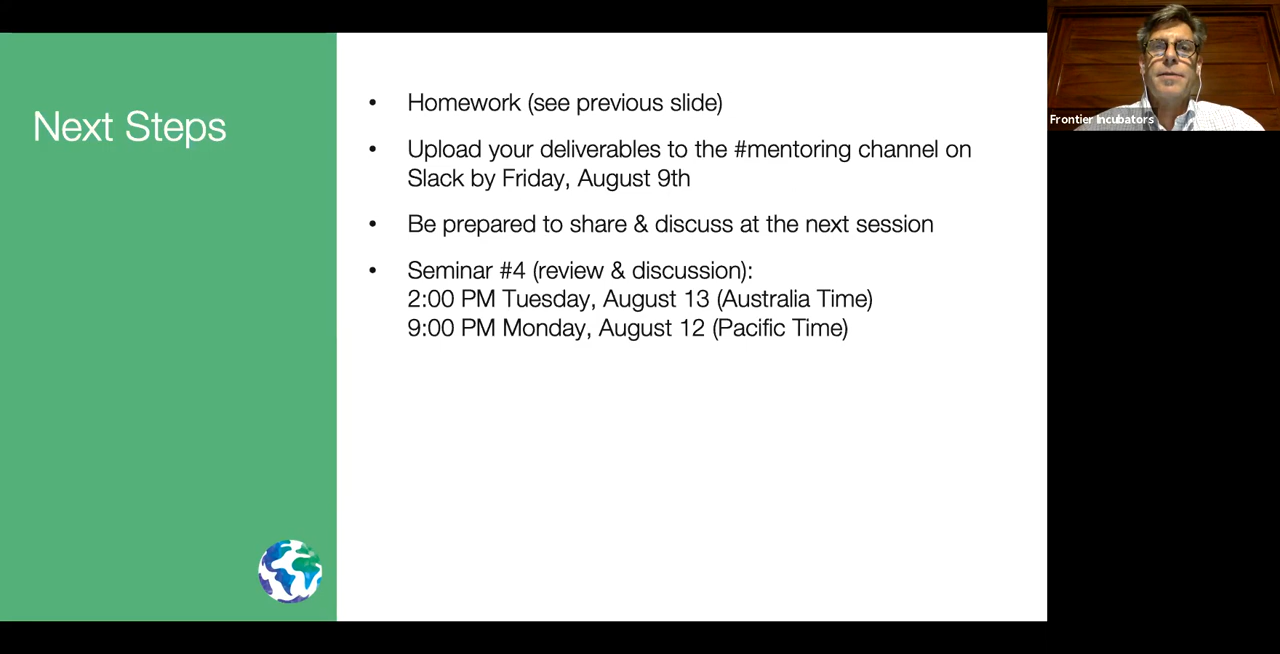 Next Steps
• Homework (see previous slide)
• Upload your deliverables to the #mentoring channel on
Slack by Friday, August 9th
• Be prepared to share & discuss at the next session
• Seminar #4 (review & discussion):
2:00 PM Tuesday, August 13 (Australia Time)
9:00 PM Monday, August 12 (Pacific Time)
Frontier Incubators